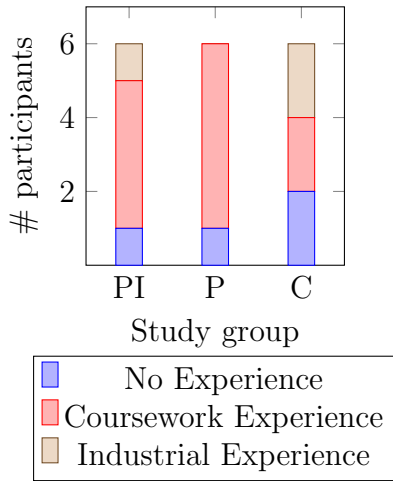 # participants
6
4
2
PI P C
Study group
No Experience
Coursework Experience
Industrial Experience